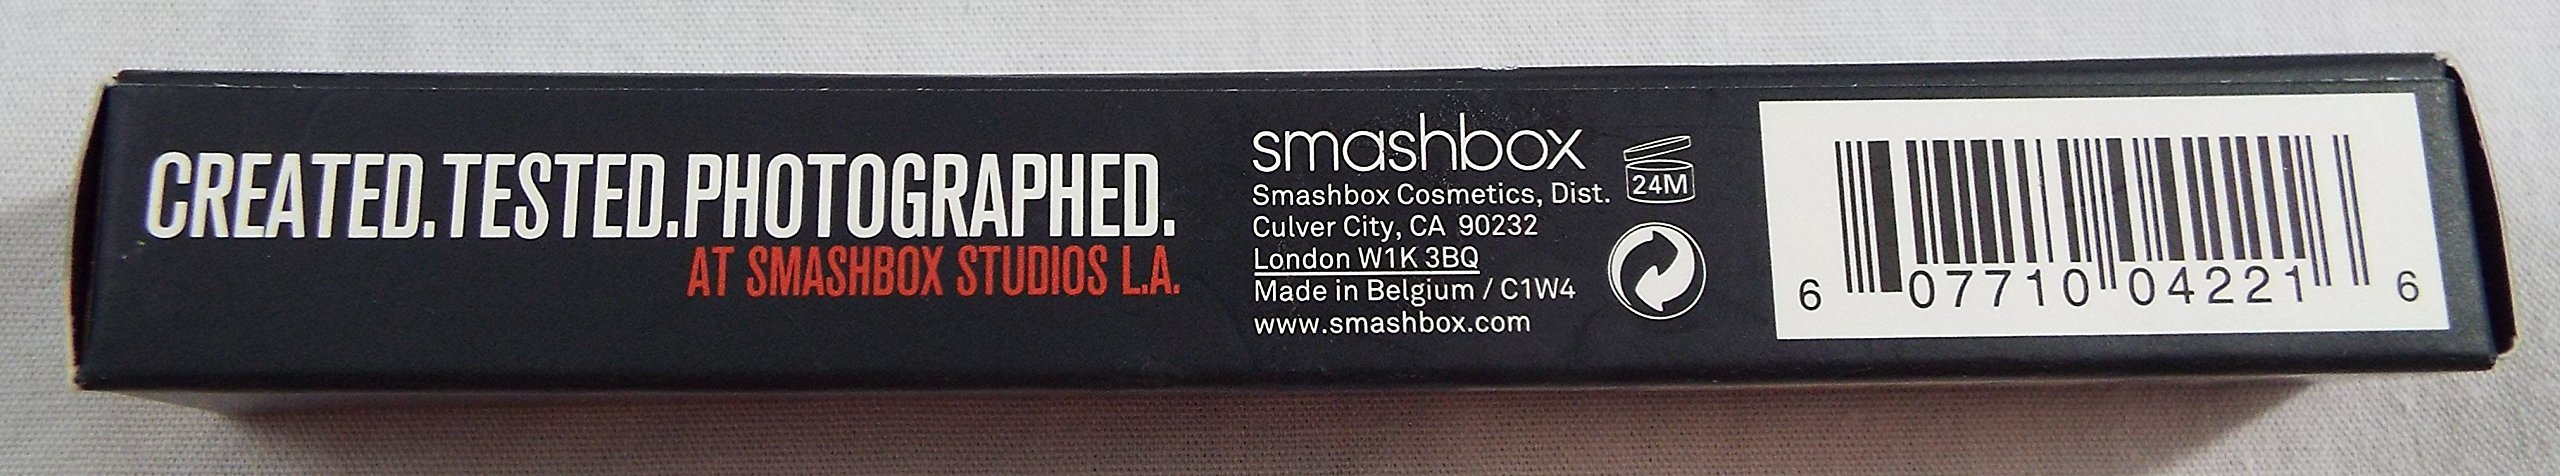 CREATED.TESTED.PHOTOGRAPHED.
AT SMASHBOX STUDIOS L.A.
smashbox
Smashbox Cosmetics, Dist.
Culver City, CA 90232
London W1K 3BQ
Made in Belgium / C1W4
www.smashbox.com
24M
6 07710 04221 6